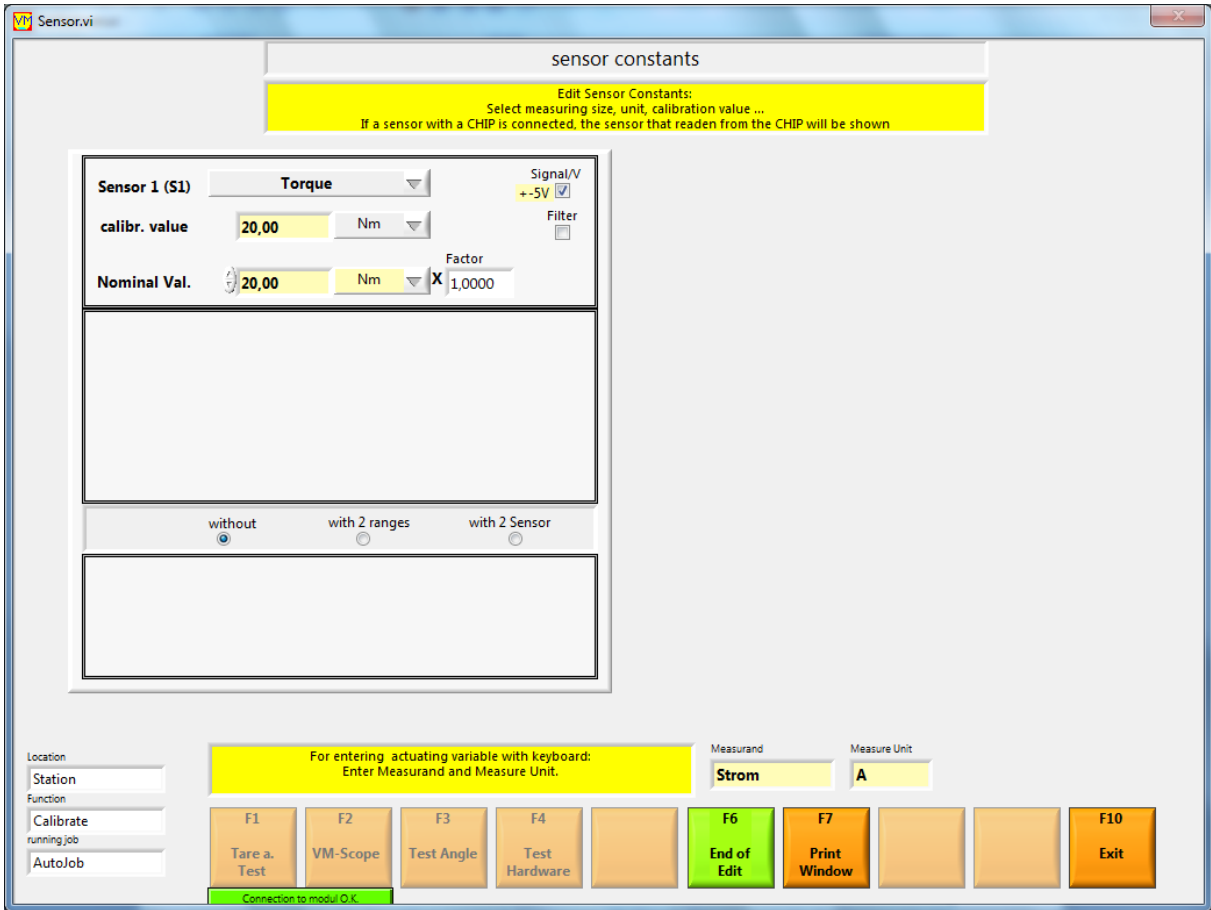 Sensor.vi
sensor constants
Edit Sensor Constants:
Select measuring size, unit, calibration value ...
If a sensor with a CHIP is connected, the sensor that readen from the CHIP will be shown
Sensor 1 (S1) Torque Signal/V
+-5V
calibr. value 20,00 Nm Filter
Factor
Nominal Val. 20,00 Nm X 1,0000
without with 2 ranges with 2 Sensor
Location
Station
Function
Calibrate
running job
AutoJob
For entering actuating variable with keyboard:
Enter Measurand and Measure Unit.
Measurand Measure Unit
Strom A
F1 F2 F3 F4 F6 F7 F10
Tare a. VM-Scope Test Angle Test End of Print Exit
Test Hardware Edit Window
Connection to modul O.K.